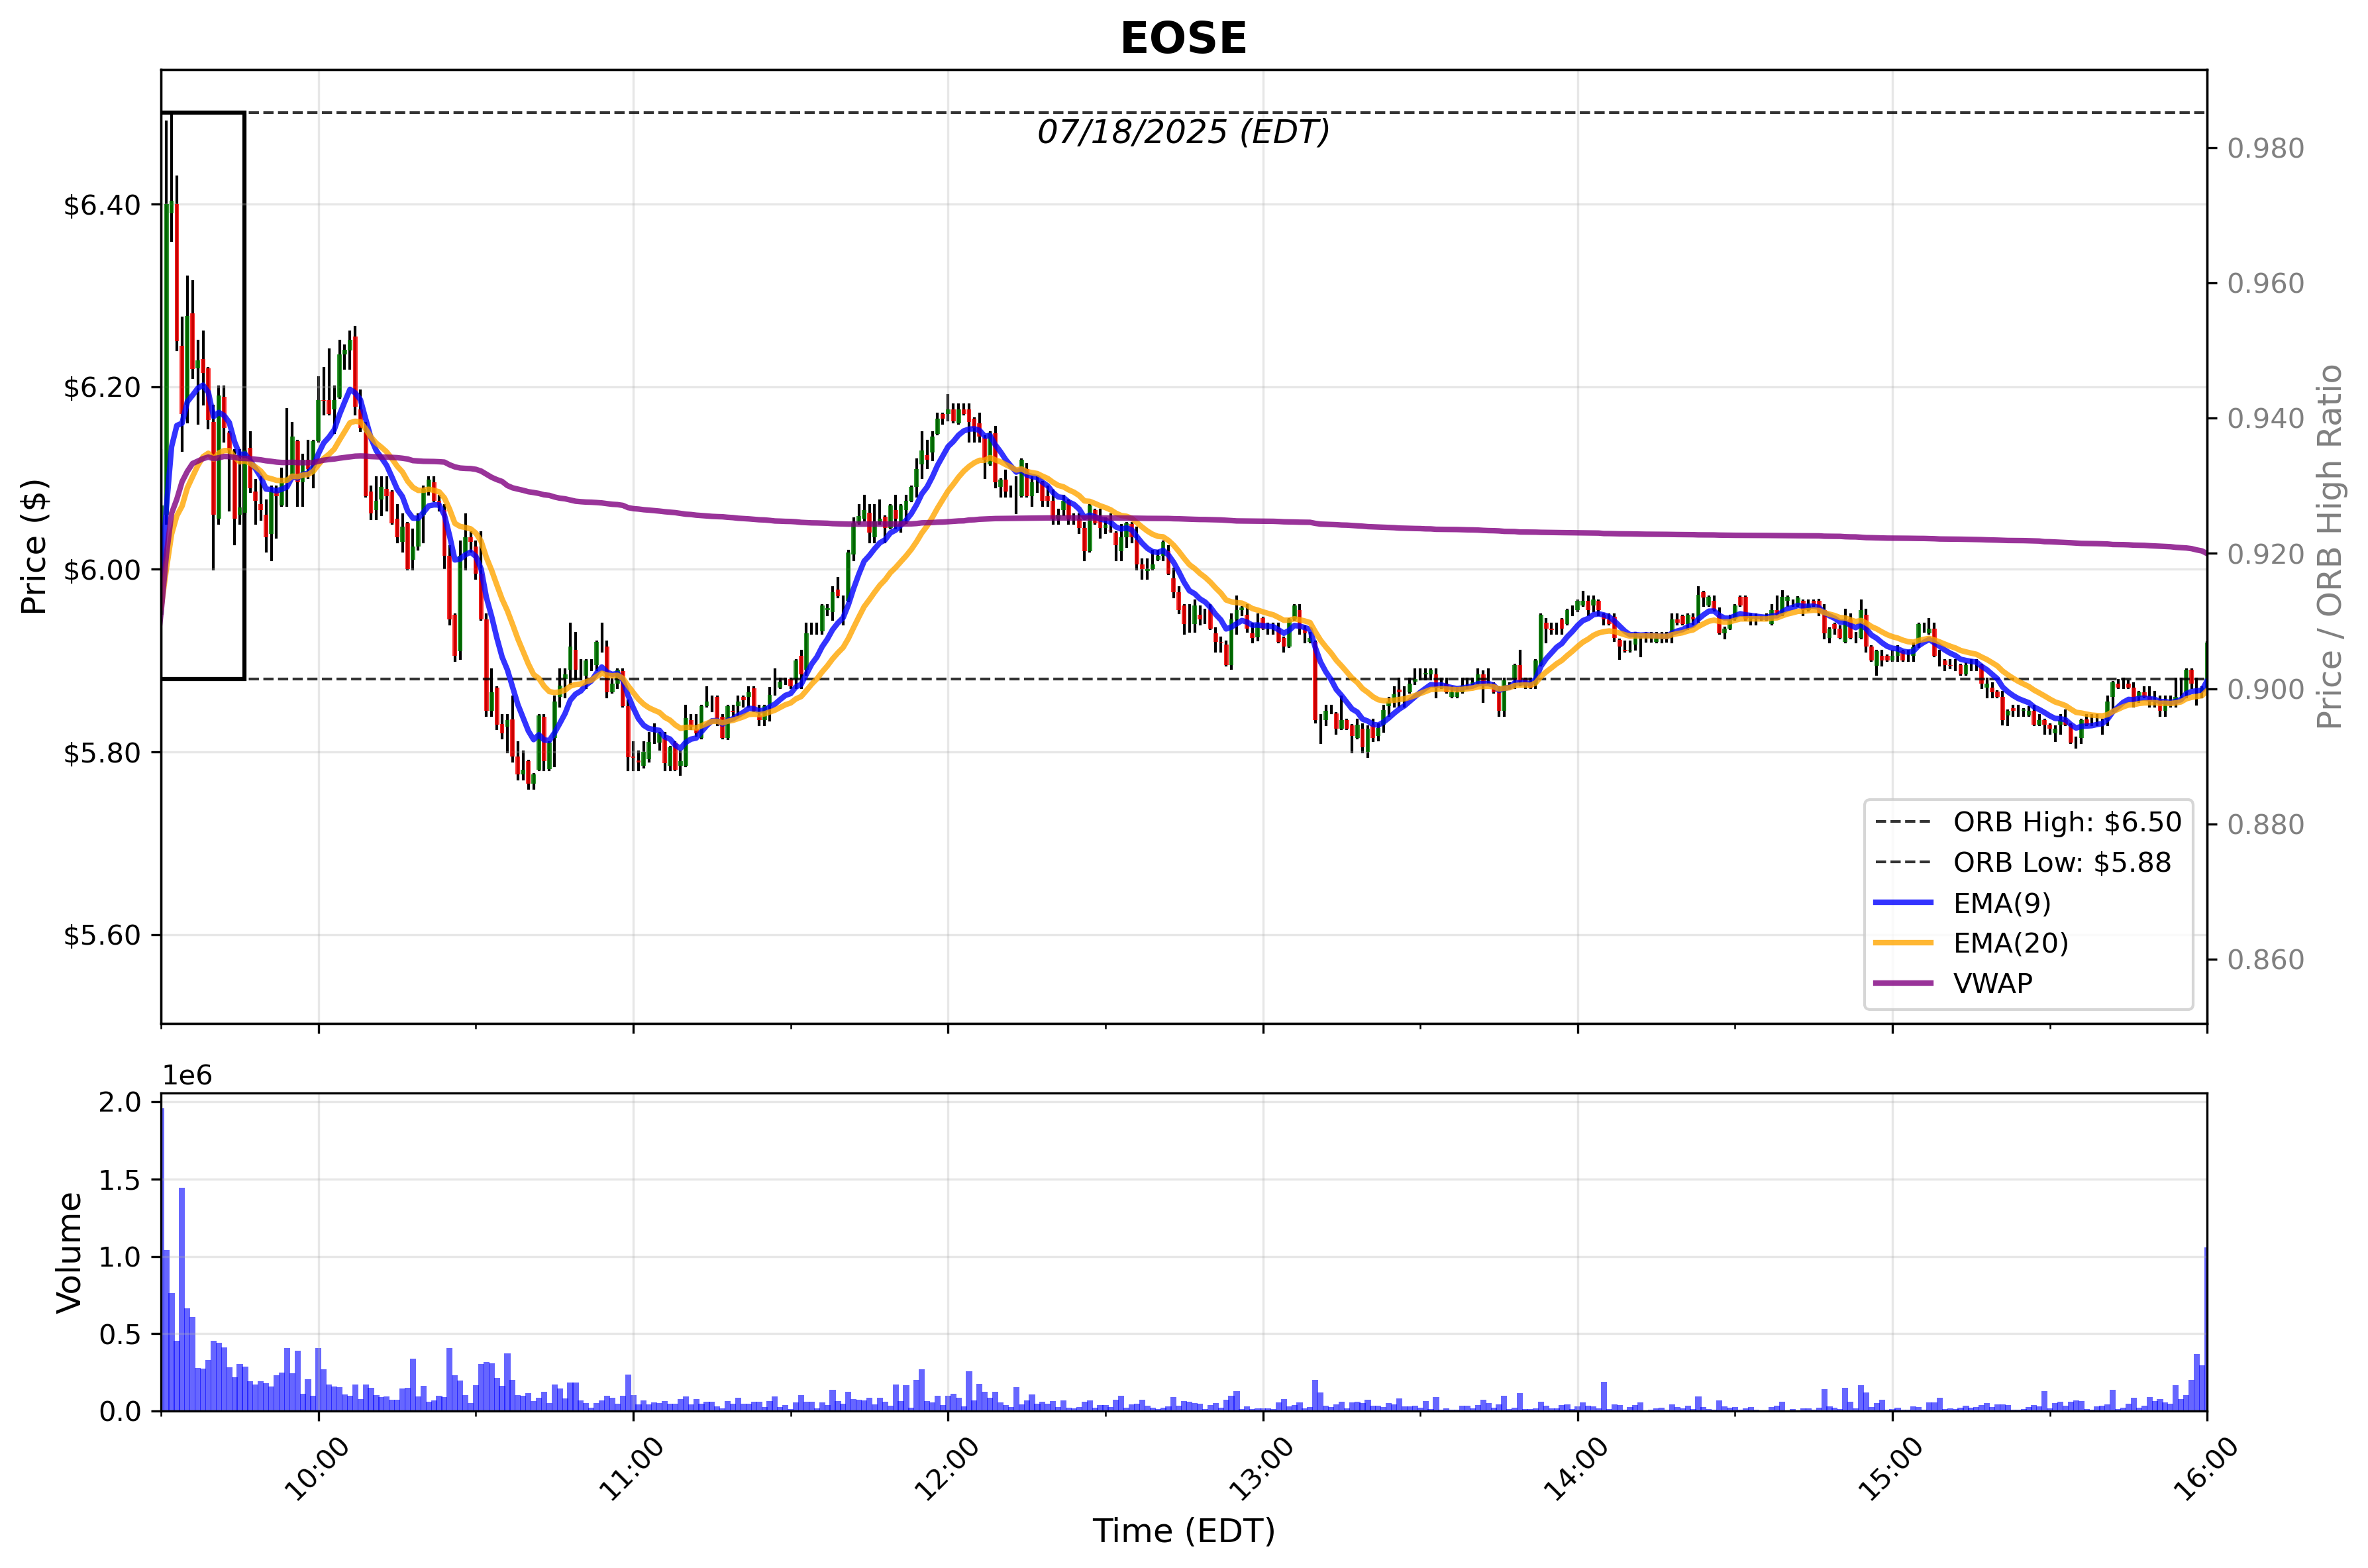 EOSE
07/18/2025 (EDT)
Price ($)
$6.40
$6.20
$6.00
$5.80
$5.60
0.980
0.960
0.940
0.920
0.900
0.880
0.860
Price / ORB High Ratio
ORB High: $6.50
ORB Low: $5.88
EMA(9)
EMA(20)
VWAP
1e6
Volume
2.0
1.5
1.0
0.5
0.0
10:00
11:00
12:00
13:00
14:00
15:00
16:00
Time (EDT)